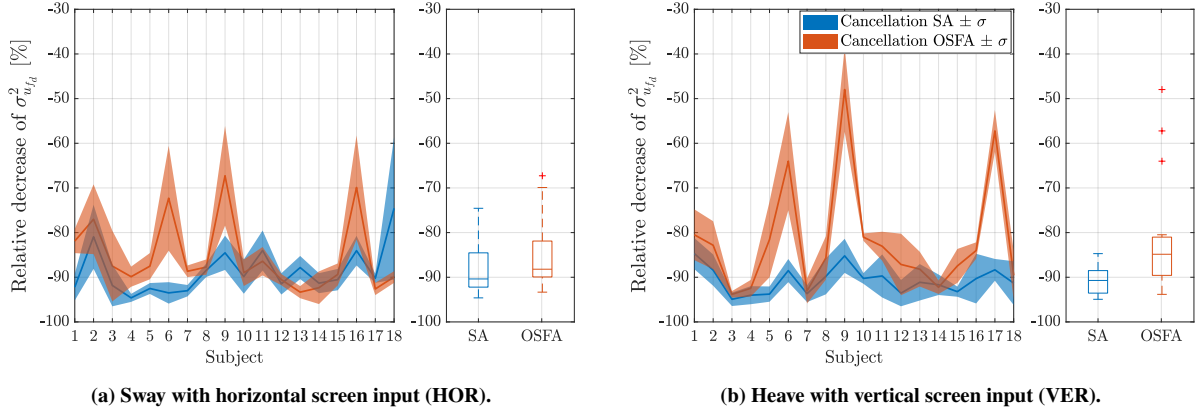 -30
-40
-50
-60
-70
-80
-90
-100
Relative decrease of σ²_{u_{f_d}} [%]
1 2 3 4 5 6 7 8 9 10 11 12 13 14 15 16 17 18
Subject
-30
-40
-50
-60
-70
-80
-90
-100
SA OSFA
(a) Sway with horizontal screen input (HOR).
-30
-40
-50
-60
-70
-80
-90
-100
Relative decrease of σ²_{u_{f_d}} [%]
Cancellation SA ± σ
Cancellation OSFA ± σ
1 2 3 4 5 6 7 8 9 10 11 12 13 14 15 16 17 18
Subject
-30
-40
-50
-60
-70
-80
-90
-100
SA OSFA
(b) Heave with vertical screen input (VER).